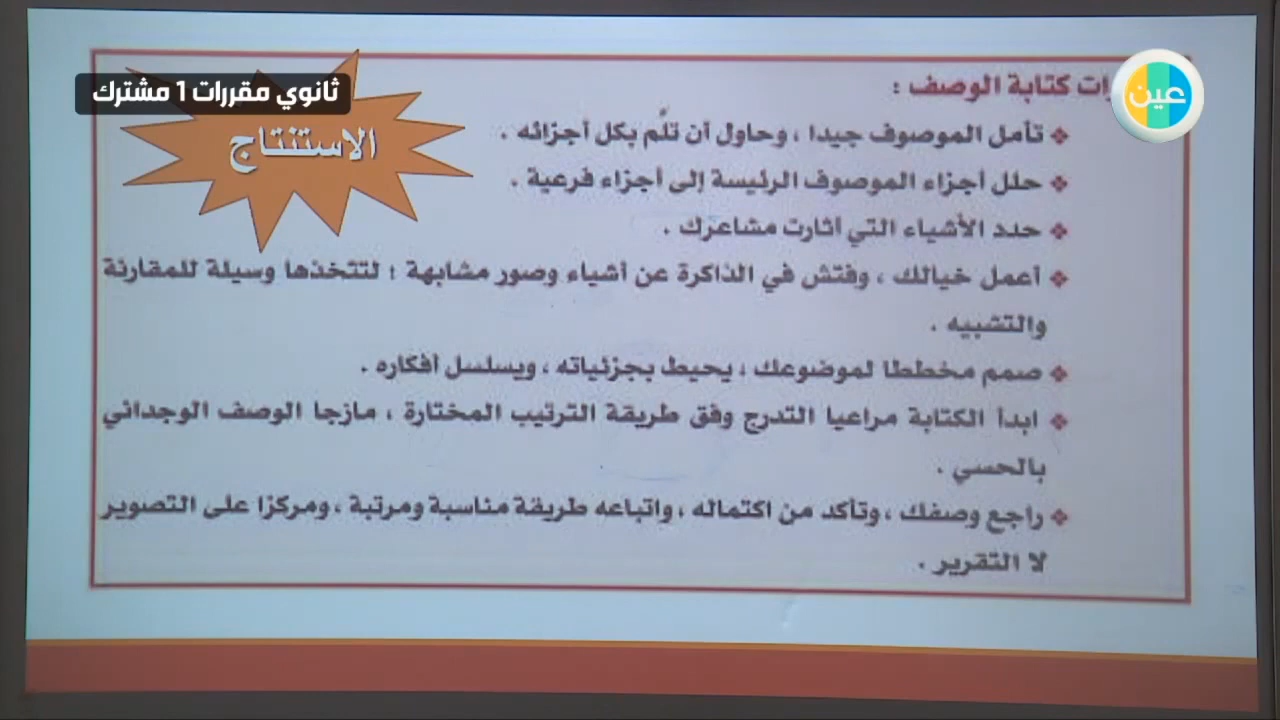 ثانوي مقررات 1 مشترك
عين
كتابة الوصف :
الاستنتاج
تأمل الموصوف جيدا ، وحاول أن تلَّم بكل أجزائه .
حلل أجزاء الموصوف الرئيسة إلى أجزاء فرعية .
حدد الأشياء التي أثارت مشاعرك .
أعمل خيالك ، وفتش في الذاكرة عن أشياء وصور مشابهة ؛ لتتخذها وسيلة للمقارنة
والتشبيه .
صمم مخططا لموضوعك ، يحيط بجزئياته ، ويسلسل أفكاره .
ابدأ الكتابة مراعيا التدرج وفق طريقة الترتيب المختارة ، مازجا الوصف الوجداني
بالحسي .
راجع وصفك ، وتأكد من اكتماله ، واتباعه طريقة مناسبة ومرتبة ، ومركزا على التصوير
لا التقرير .